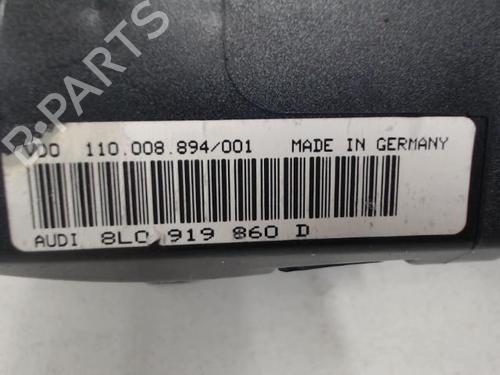 B-PARTS
VDO 110.008.894/001 MADE IN GERMANY
AUDI 8L0 919 860 D